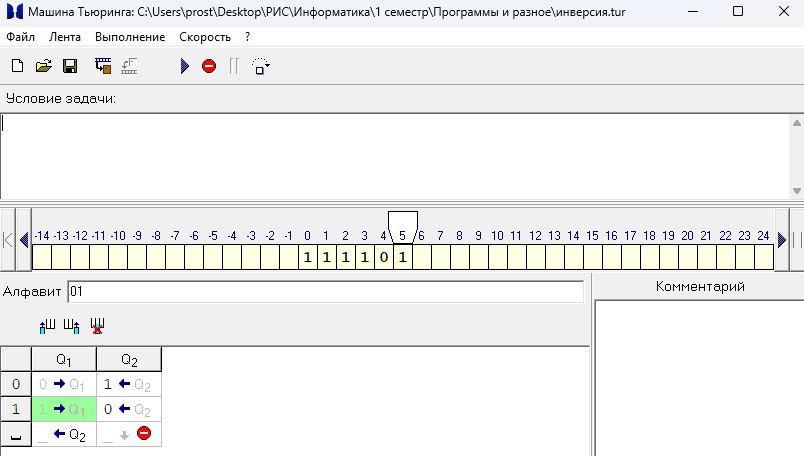 Машина Тьюринга: C:\Users\prost\Desktop\РИС\Информатика\1 семестр\Программы и разное\инверсия.tur
Файл Лента Выполнение Скорость ?
Условие задачи:
-14 -13 -12 -11 -10 -9 -8 -7 -6 -5 -4 -3 -2 -1 0 1 2 3 4 5 6 7 8 9 10 11 12 13 14 15 16 17 18 19 20 21 22 23 24
1 1 1 1 0 1
Алфавит 01
Комментарий
Q1 Q2
0 0 → Q1 1 ← Q2
1 1 → Q1 0 ← Q2
_ ← Q2 _